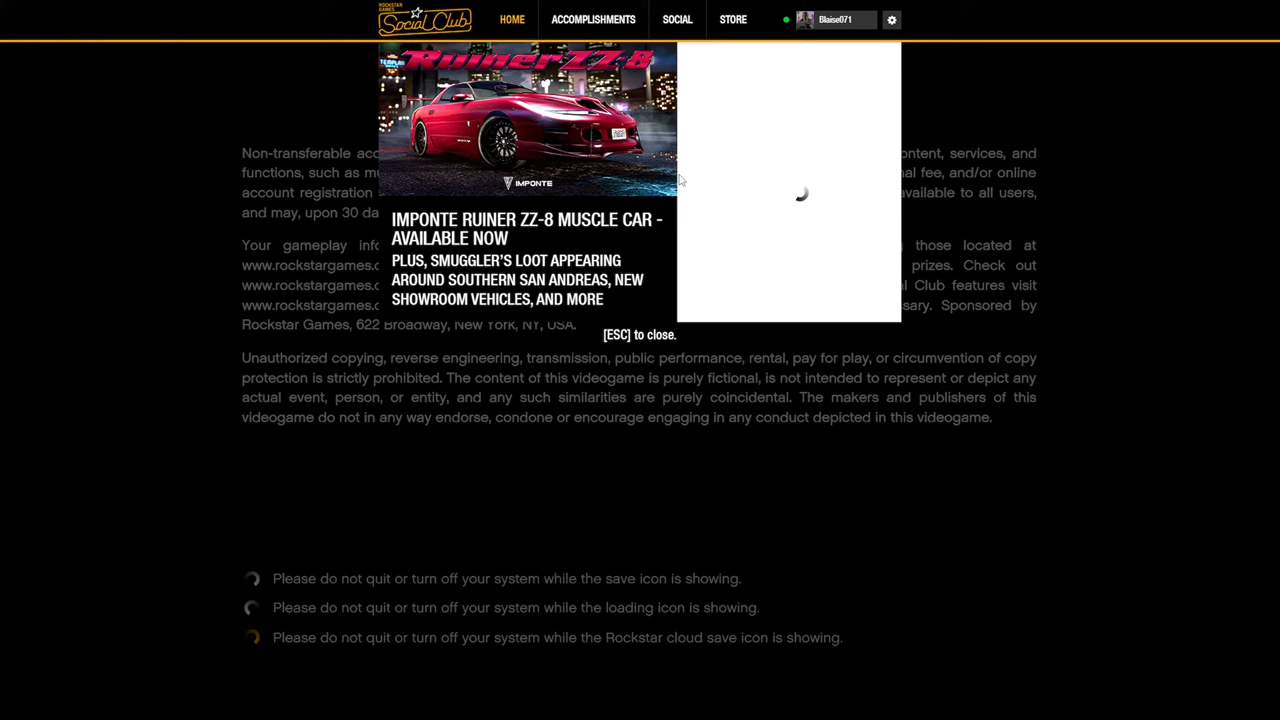 ROCKSTAR
GAMES
Social Club
HOME
ACCOMPLISHMENTS
SOCIAL
STORE
Blaise071
Ruiner ZZ-8
IMPONTE
IMPONTE RUINER ZZ-8 MUSCLE CAR -
AVAILABLE NOW
PLUS, SMUGGLER'S LOOT APPEARING
AROUND SOUTHERN SAN ANDREAS, NEW
SHOWROOM VEHICLES, AND MORE
[ESC] to close.
Non-transferable acc ontent, services, and
functions, such as mu nal fee, and/or online
account registration available to all users,
and may, upon 30 da
Your gameplay info those located at
www.rockstargames.c prizes. Check out
www.rockstargames.c al Club features visit
www.rockstargames.c ssary. Sponsored by
Rockstar Games, 622 Broadway, New York, NY, USA.
Unauthorized copying, reverse engineering, transmission, public performance, rental, pay for play, or circumvention of copy
protection is strictly prohibited. The content of this videogame is purely fictional, is not intended to represent or depict any
actual event, person, or entity, and any such similarities are purely coincidental. The makers and publishers of this
videogame do not in any way endorse, condone or encourage engaging in any conduct depicted in this videogame.
Please do not quit or turn off your system while the save icon is showing.
Please do not quit or turn off your system while the loading icon is showing.
Please do not quit or turn off your system while the Rockstar cloud save icon is showing.